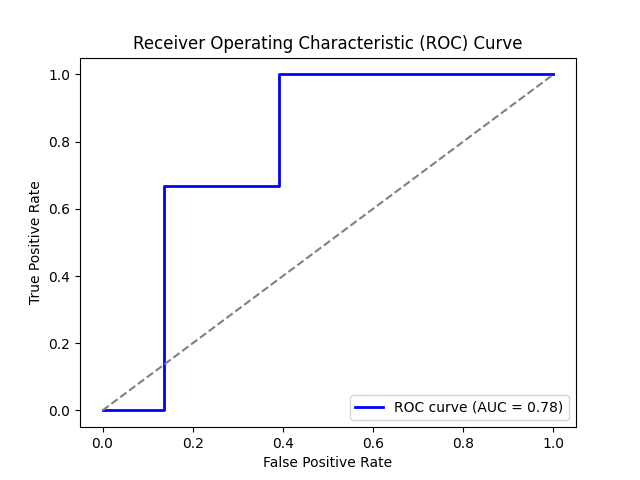 Receiver Operating Characteristic (ROC) Curve
1.0
0.8
0.6
0.4
0.2
0.0
True Positive Rate
ROC curve (AUC = 0.78)
0.0 0.2 0.4 0.6 0.8 1.0
False Positive Rate